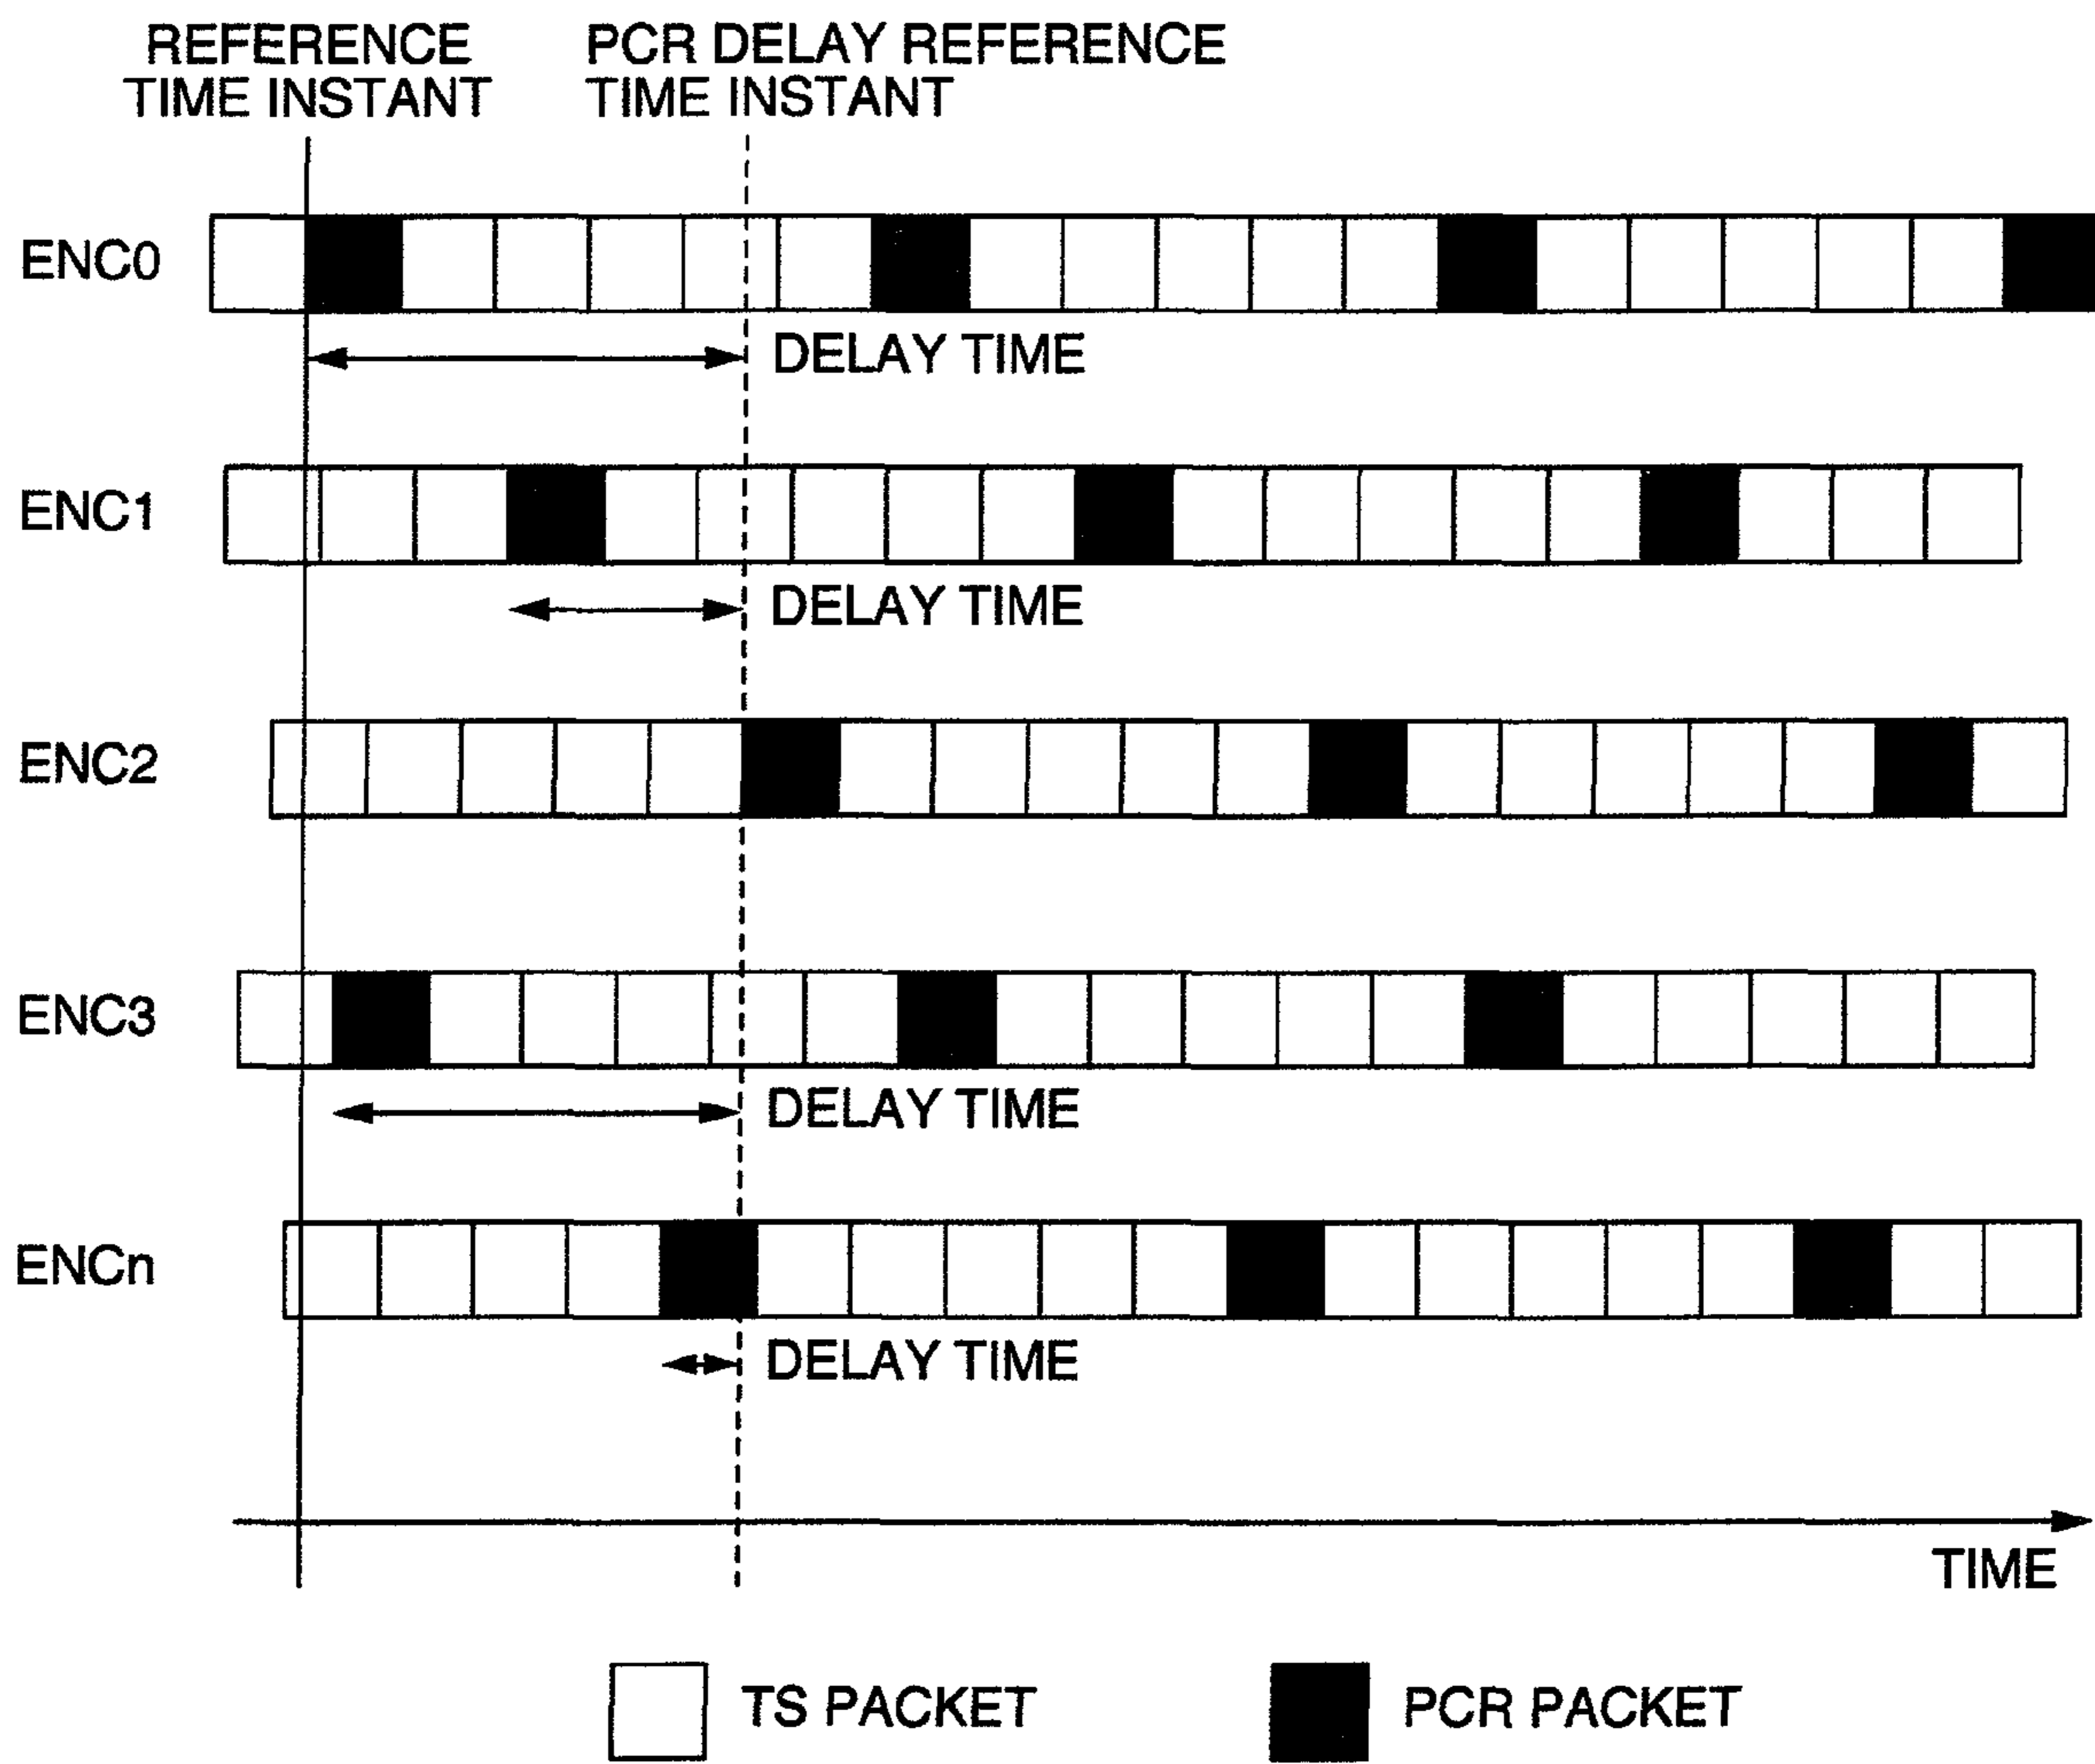 REFERENCE
TIME INSTANT
PCR DELAY REFERENCE
TIME INSTANT
ENC0
DELAY TIME
ENC1
DELAY TIME
ENC2
ENC3
DELAY TIME
ENCn
DELAY TIME
TIME
TS PACKET
PCR PACKET